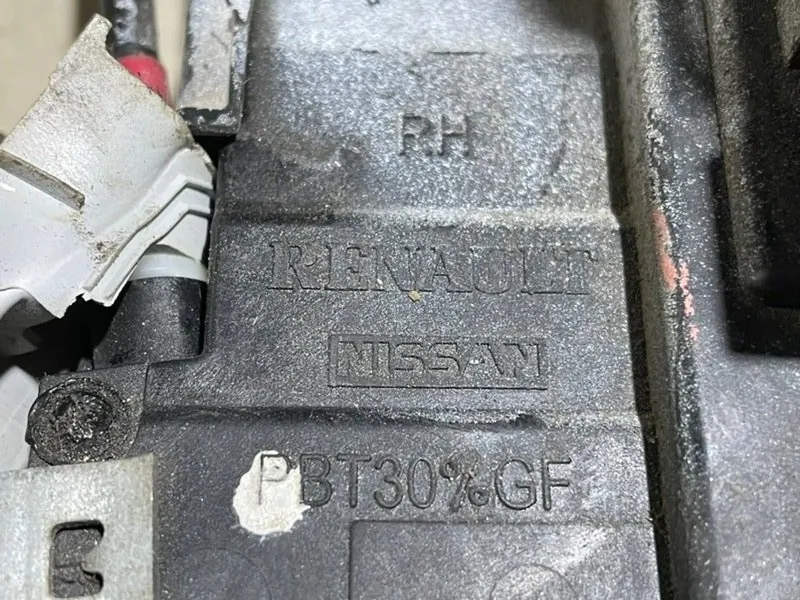 RH
RENAULT
NISSAN
PBT30%GF